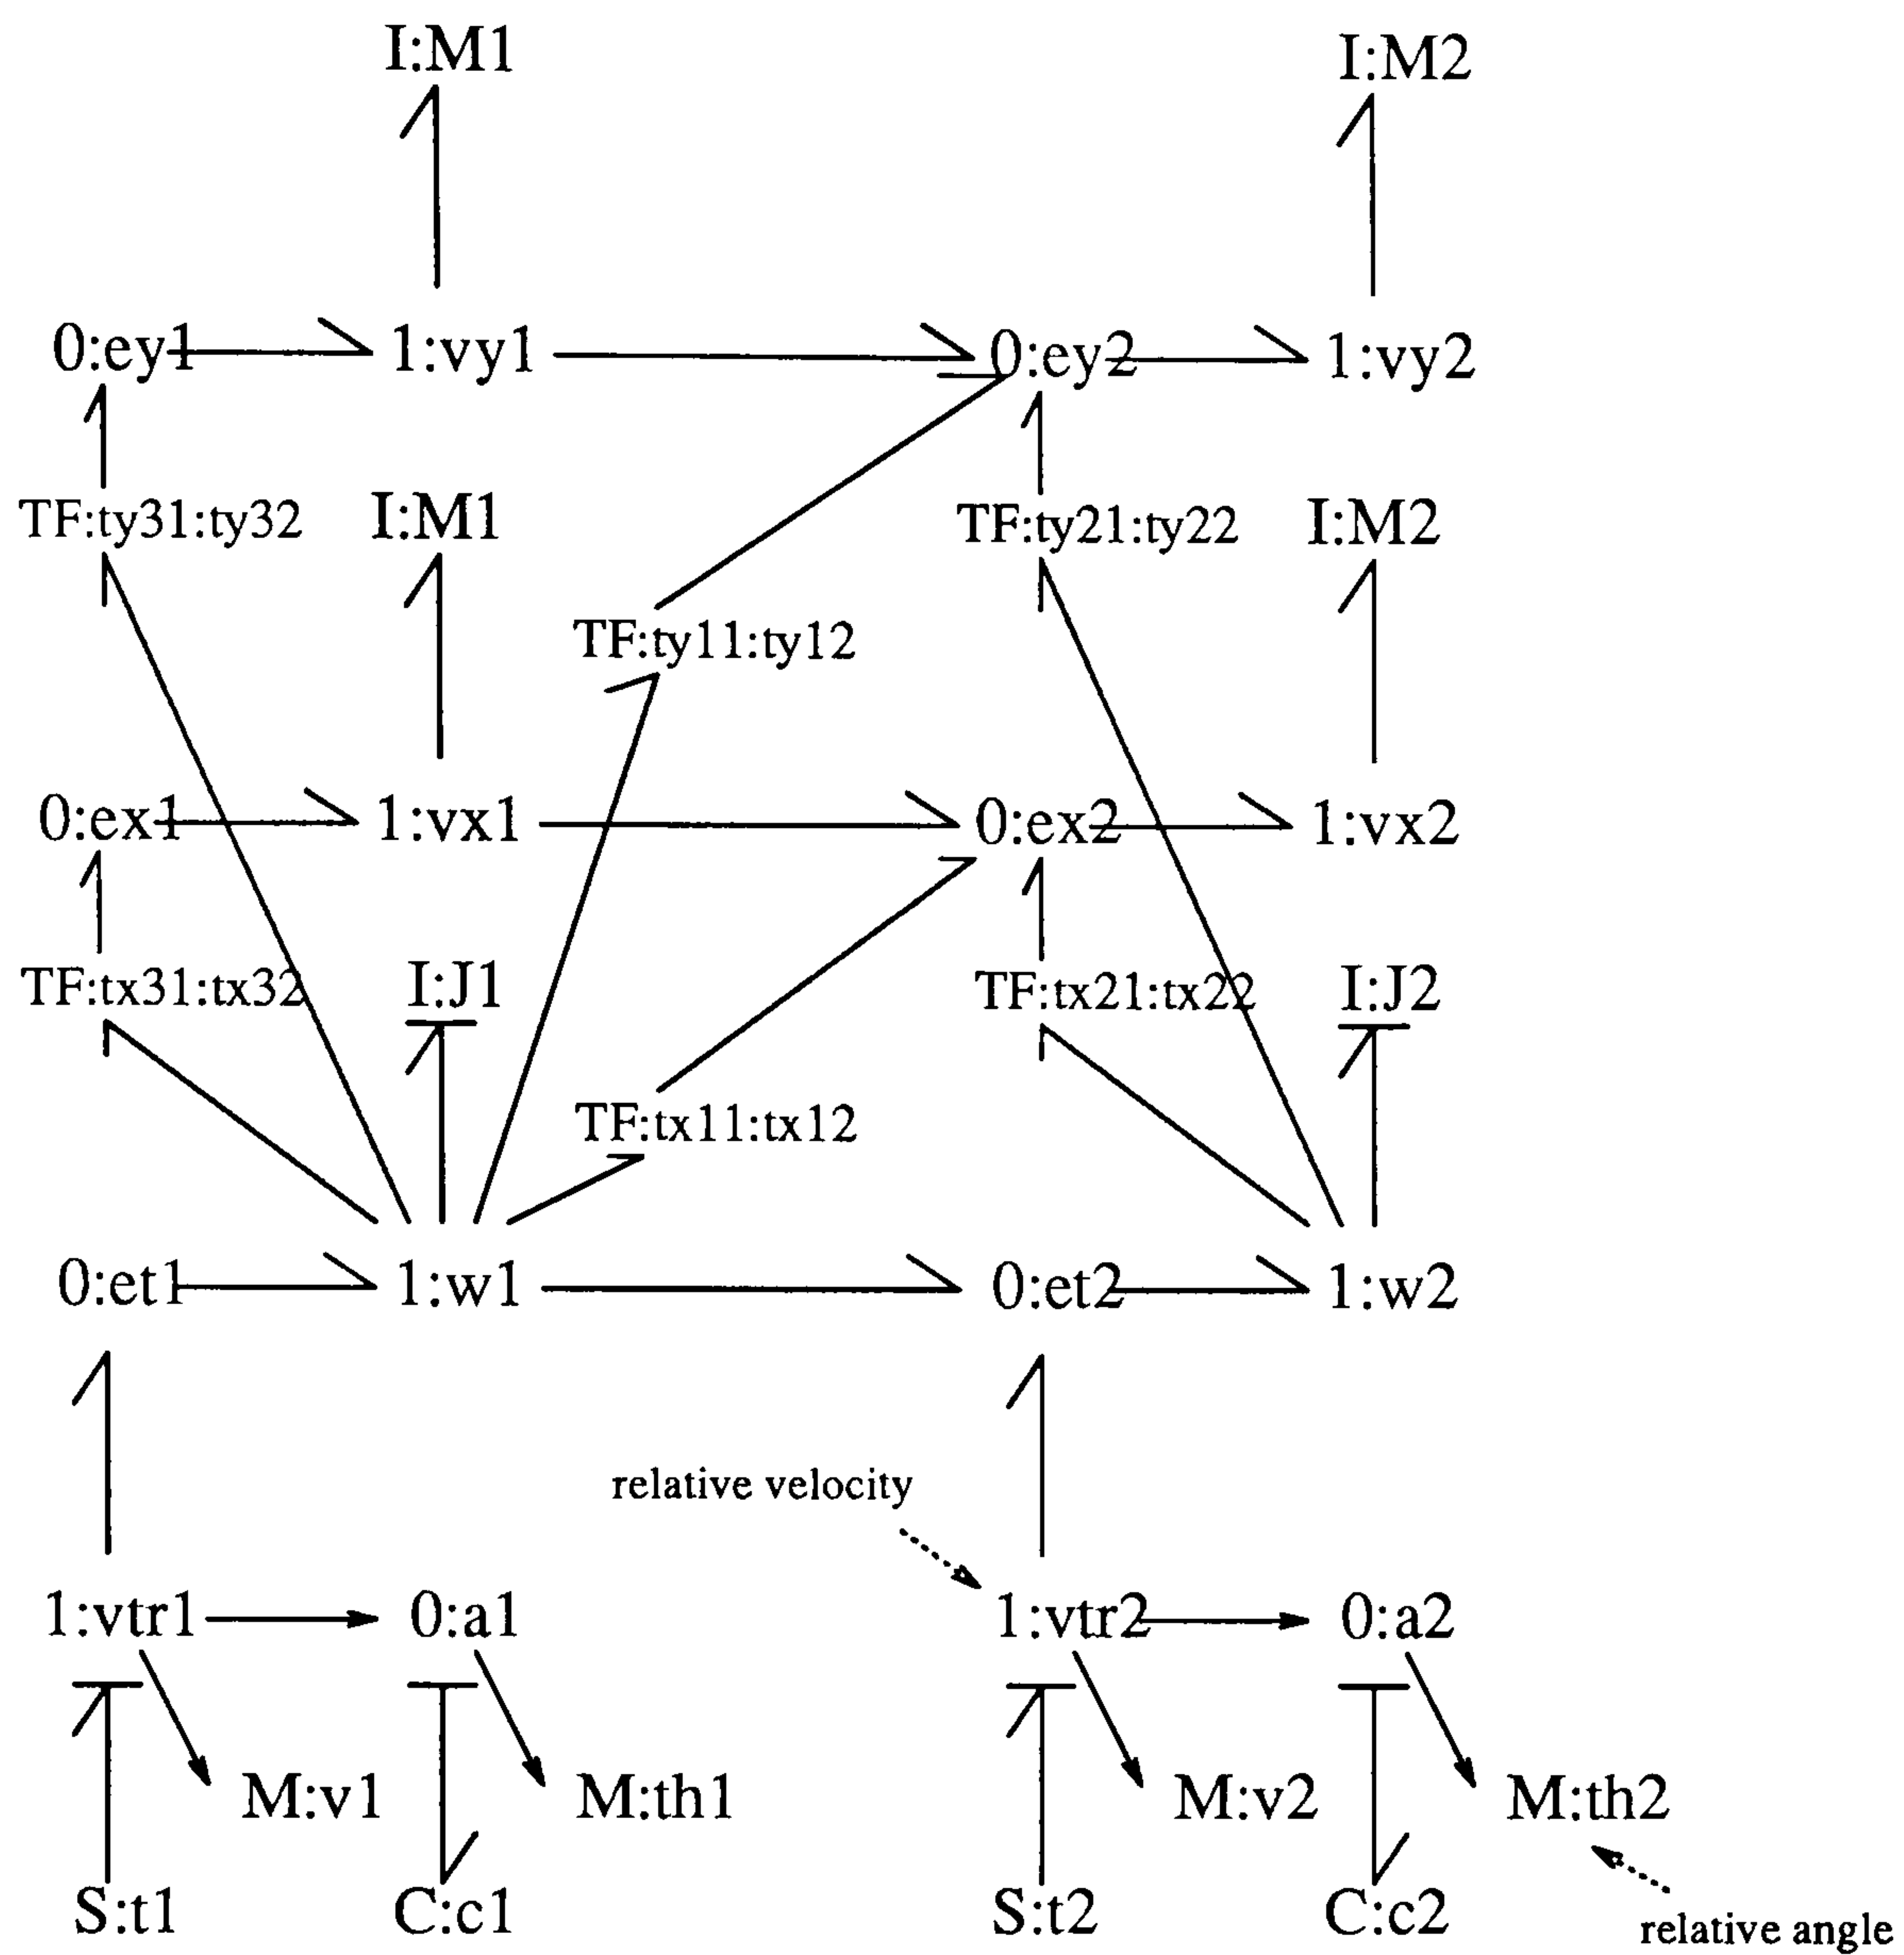 I:M1 I:M2
0:ey1 1:vy1 0:ey2 1:vy2
TF:ty31:ty32 I:M1 TF:ty21:ty22 I:M2
TF:ty11:ty12
0:ex1 1:vx1 0:ex2 1:vx2
TF:tx31:tx32 I:J1 TF:tx21:tx22 I:J2
TF:tx11:tx12
0:et1 1:w1 0:et2 1:w2
relative velocity
1:vtr1 0:a1 1:vtr2 0:a2
M:v1 M:th1 M:v2 M:th2
S:t1 C:c1 S:t2 C:c2
relative angle